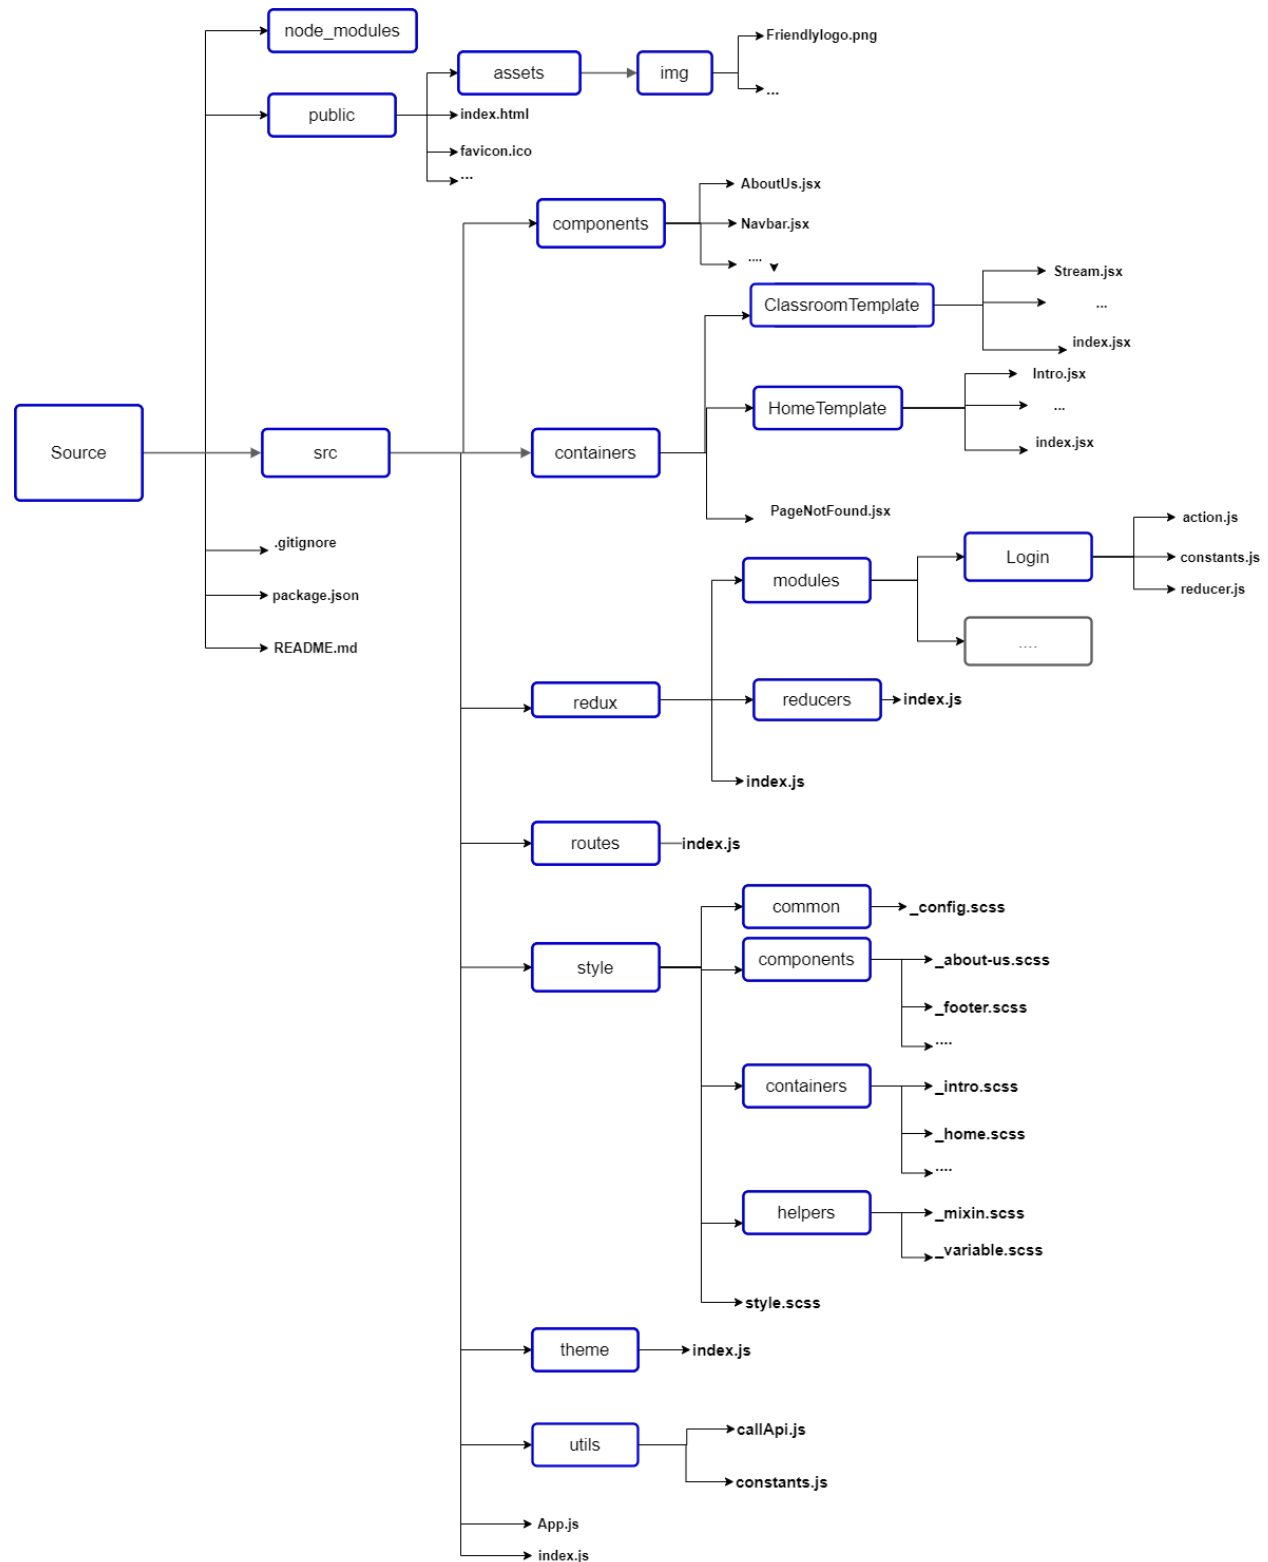 node_modules
Friendlylogo.png
assets
img
...
public
index.html
favicon.ico
...
AboutUs.jsx
components
Navbar.jsx
....
Stream.jsx
ClassroomTemplate
...
index.jsx
Intro.jsx
HomeTemplate
...
index.jsx
Source
src
containers
PageNotFound.jsx
.gitignore
package.json
README.md
action.js
Login
constants.js
modules
reducer.js
....
redux
reducers
index.js
index.js
routes
index.js
common
_config.scss
style
components
_about-us.scss
_footer.scss
....
containers
_intro.scss
_home.scss
....
helpers
_mixin.scss
_variable.scss
style.scss
theme
index.js
utils
callApi.js
constants.js
App.js
index.js